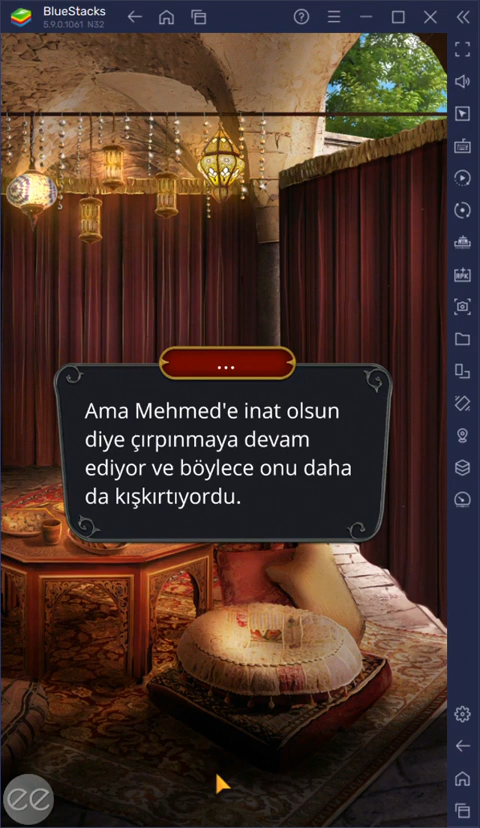 BlueStacks
5.9.0.1061 N32
...
Ama Mehmed'e inat olsun
diye çırpınmaya devam
ediyor ve böylece onu daha
da kışkırtıyordu.
ee